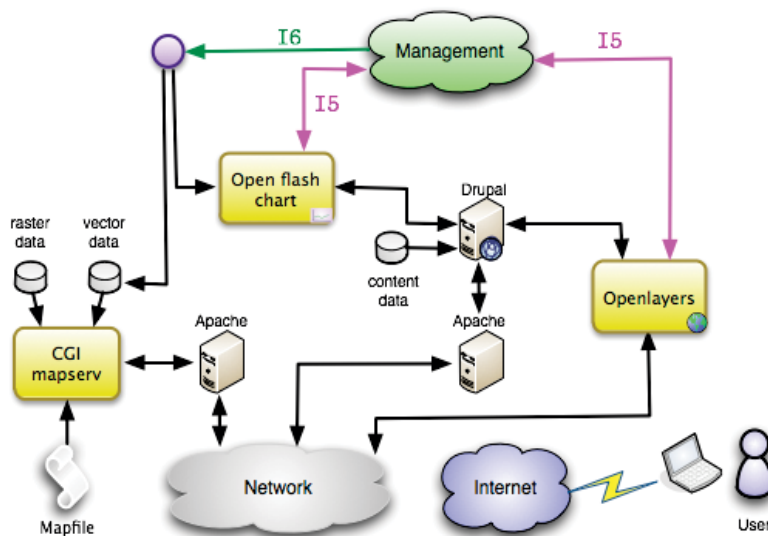 I6
Management
I5
I5
Open flash
chart
Drupal
raster
data
vector
data
content
data
Openlayers
Apache
Apache
CGI
mapserv
Network
Internet
Mapfile
User